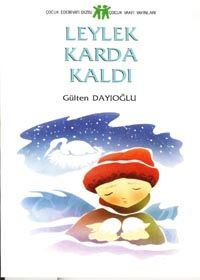 ÇOCUK EDEBİYATI DİZİSİ ÇOCUK VAKFI YAYINLARI
LEYLEK
KARDA
KALDI
Gülten DAYIOĞLU